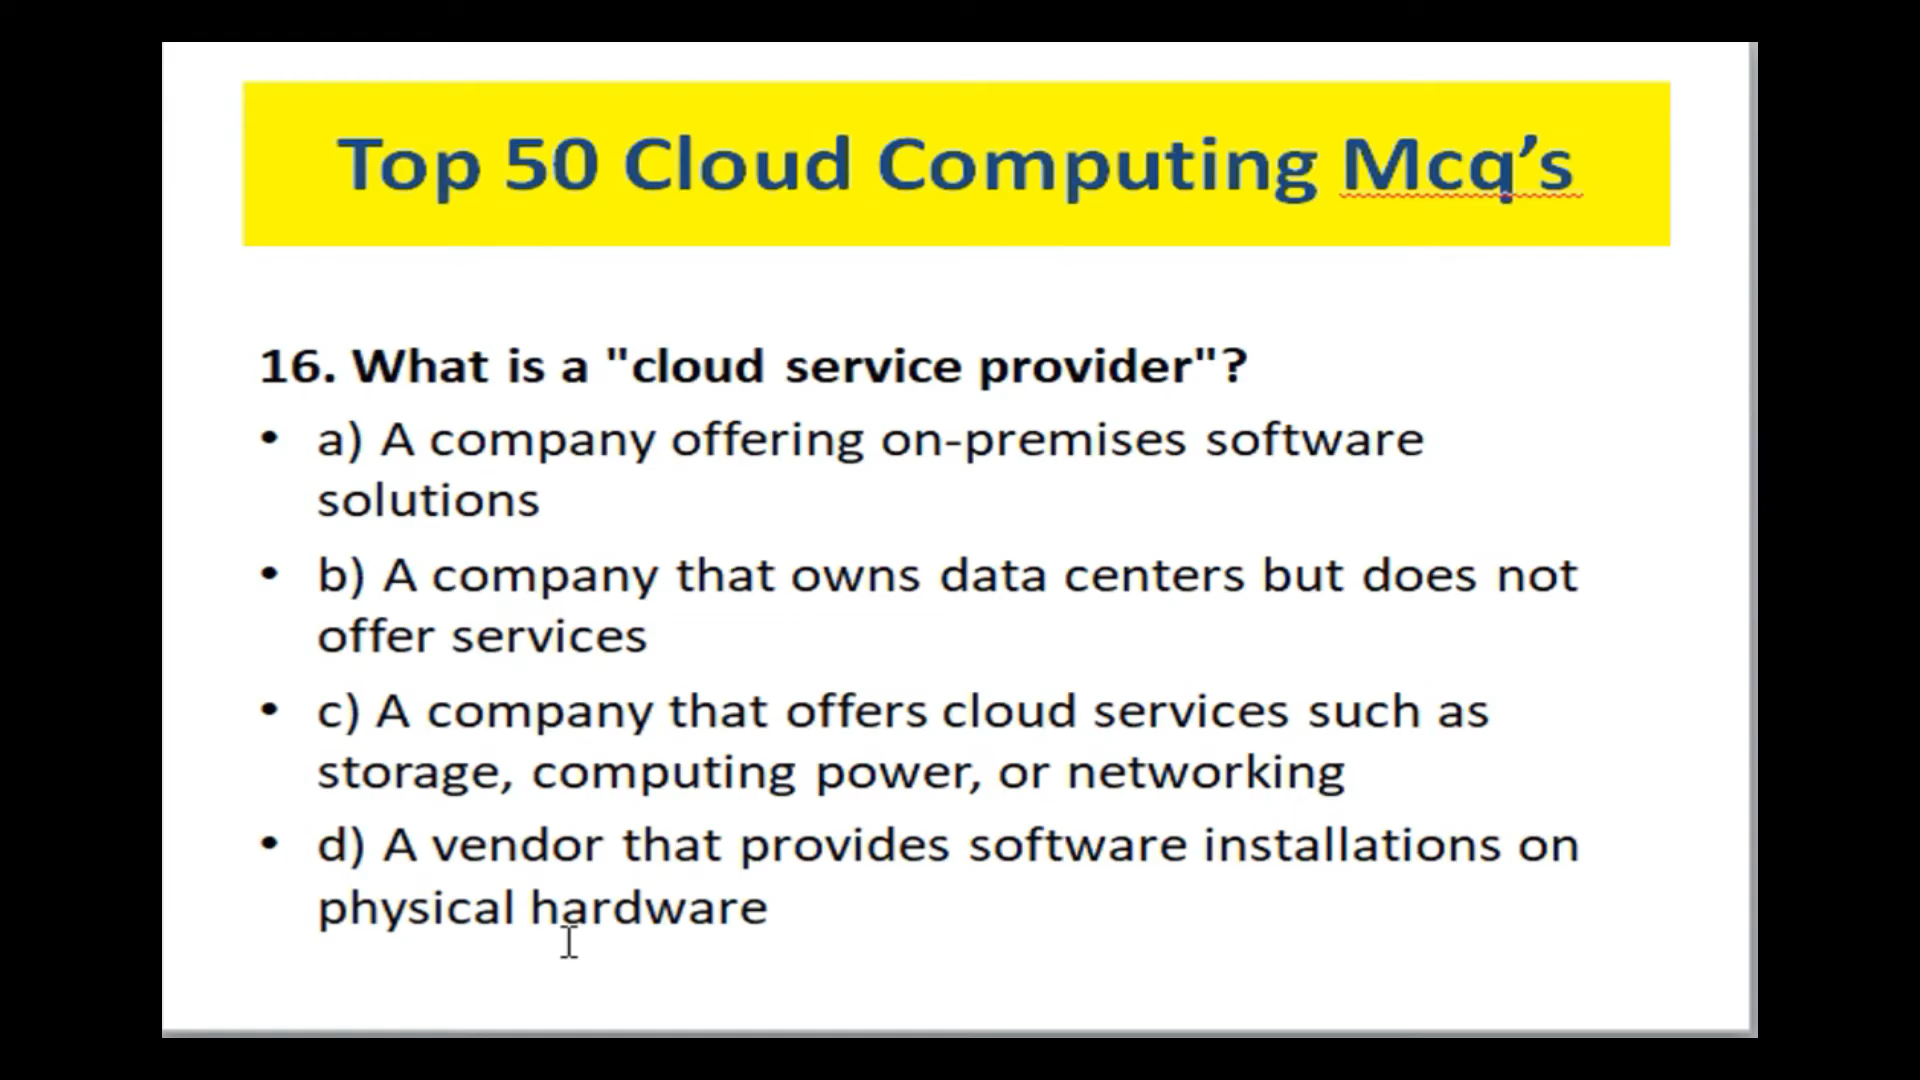 Top 50 Cloud Computing Mcq’s
16. What is a "cloud service provider"?
• a) A company offering on-premises software
solutions
• b) A company that owns data centers but does not
offer services
• c) A company that offers cloud services such as
storage, computing power, or networking
• d) A vendor that provides software installations on
physical hardware